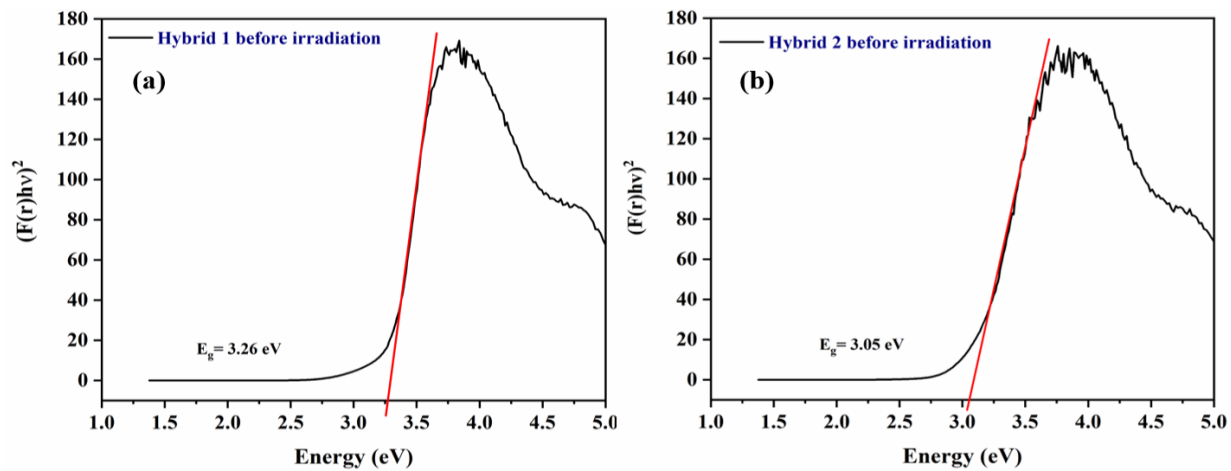 Hybrid 1 before irradiation
(a)
(F(r)hν)²
180
160
140
120
100
80
60
40
20
0
E_g= 3.26 eV
1.0 1.5 2.0 2.5 3.0 3.5 4.0 4.5 5.0
Energy (eV)
Hybrid 2 before irradiation
(b)
(F(r)hν)²
180
160
140
120
100
80
60
40
20
0
E_g= 3.05 eV
1.0 1.5 2.0 2.5 3.0 3.5 4.0 4.5 5.0
Energy (eV)